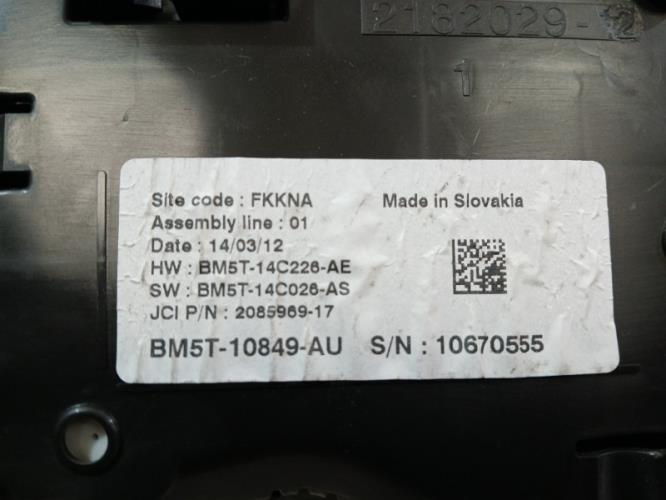 2182029-2
1
Site code : FKKNA Made in Slovakia
Assembly line : 01
Date : 14/03/12
HW : BM5T-14C226-AE
SW : BM5T-14C026-AS
JCI P/N : 2085969-17
BM5T-10849-AU S/N : 10670555